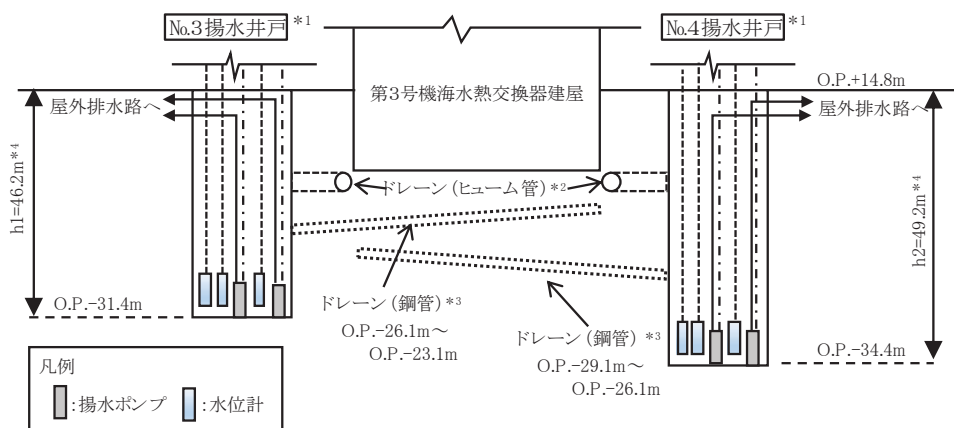 No.3揚水井戸*1
No.4揚水井戸*1
O.P.+14.8m
屋外排水路へ
第3号機海水熱交換器建屋
屋外排水路へ
h1=46.2m*4
ドレーン(ヒューム管)*2
h2=49.2m*4
O.P.-31.4m
ドレーン(鋼管)*3
O.P.-26.1m～
O.P.-23.1m
ドレーン(鋼管)*3
O.P.-29.1m～
O.P.-26.1m
O.P.-34.4m
凡例
:揚水ポンプ
:水位計